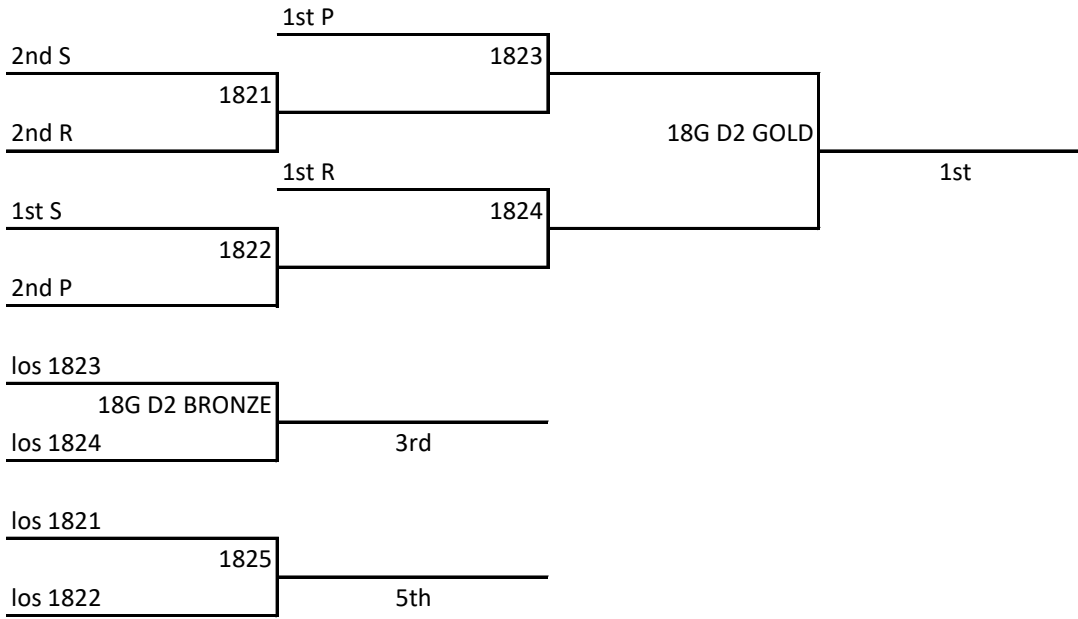 1st P
2nd S
1823
1821
2nd R
18G D2 GOLD
1st R
1st
1st S
1824
1822
2nd P
los 1823
18G D2 BRONZE
los 1824
3rd
los 1821
1825
los 1822
5th